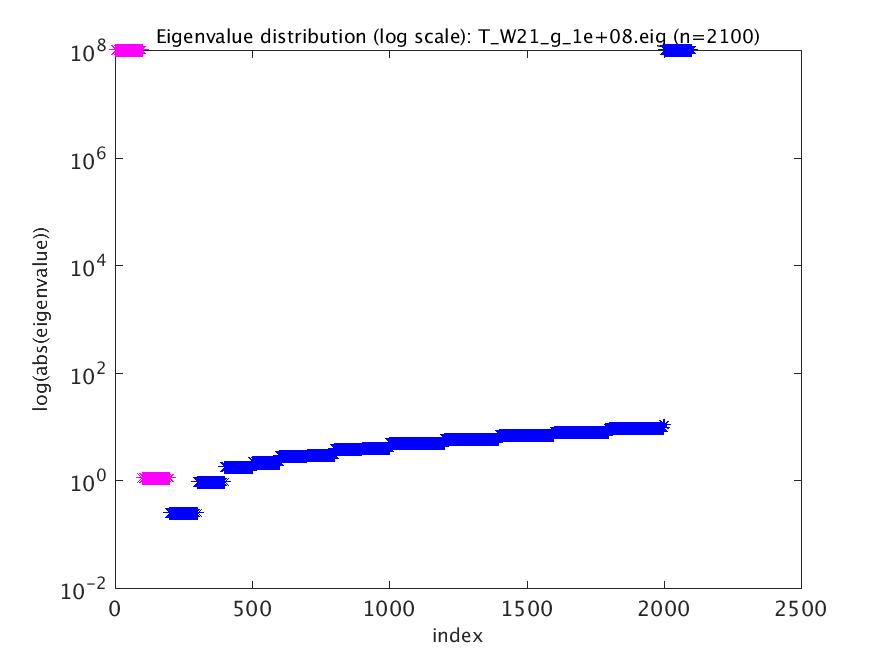 Eigenvalue distribution (log scale): T_W21_g_1e+08.eig (n=2100)
10^8
10^6
10^4
10^2
10^0
10^-2
log(abs(eigenvalue))
0 500 1000 1500 2000 2500
index